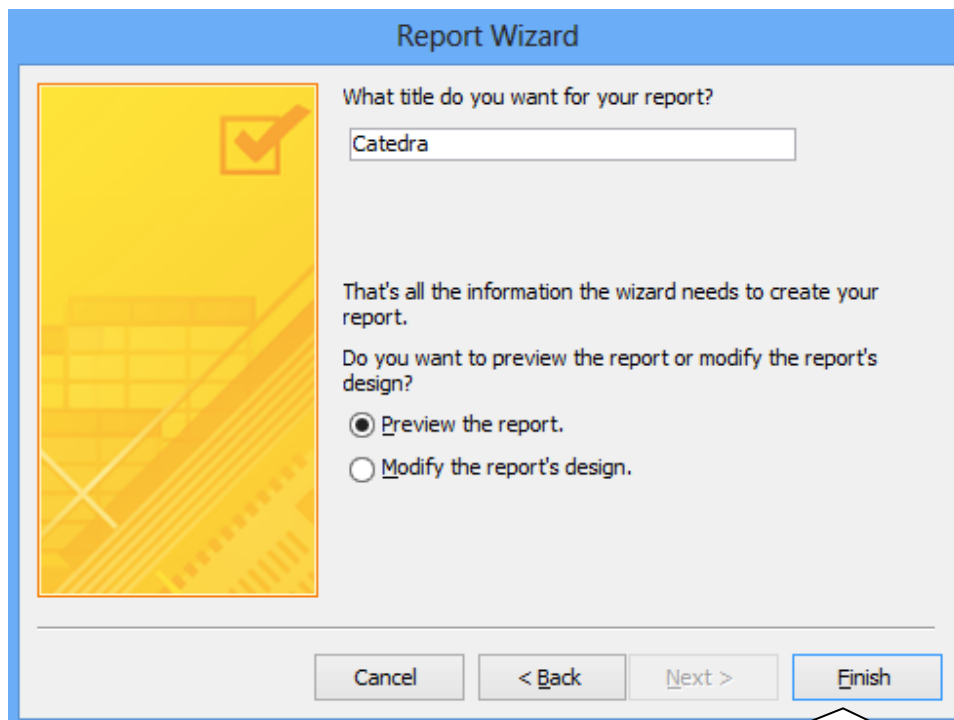 Report Wizard
What title do you want for your report?
Catedra
That's all the information the wizard needs to create your
report.
Do you want to preview the report or modify the report's
design?
Preview the report.
Modify the report's design.
Cancel
< Back
Next >
Finish